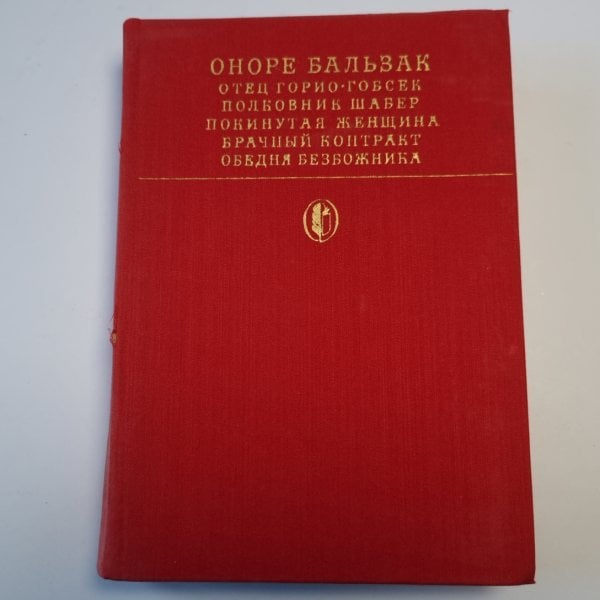 ОНОРЕ БАЛЬЗАК
ОТЕЦ ГОРИО·ГОБСЕК
ПОЛКОВНИК ШАБЕР
ПОКИНУТАЯ ЖЕНЩИНА
БРАЧНЫЙ КОНТРАКТ
ОБЕДНЯ БЕЗБОЖНИКА